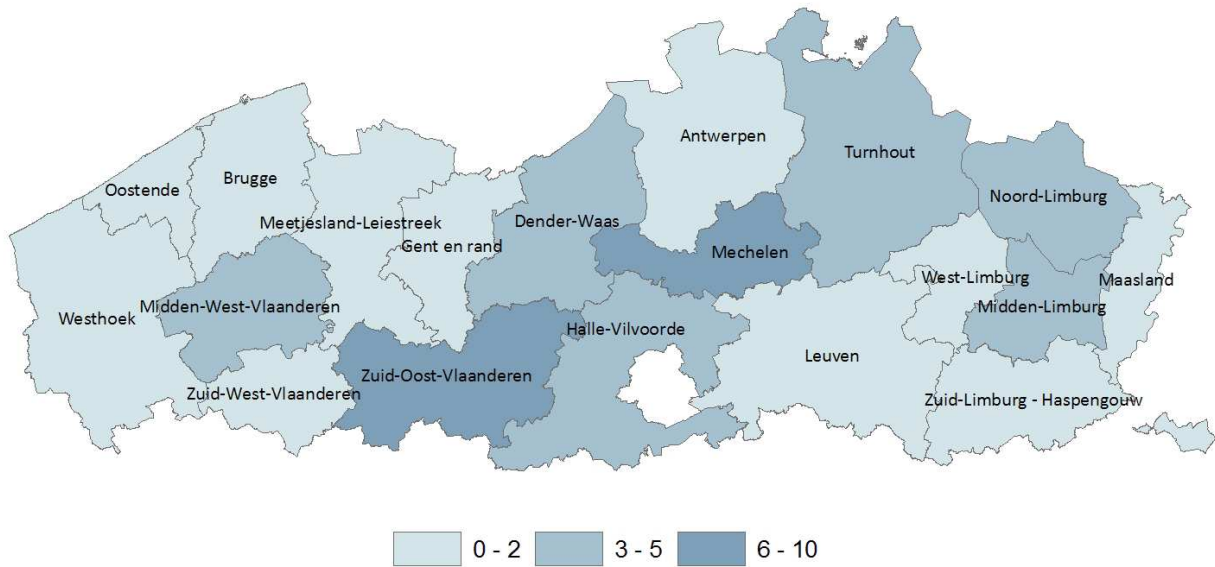 Antwerpen
Turnhout
Brugge
Oostende
Noord-Limburg
Meetjesland-Leiestreek
Dender-Waas
Gent en rand
Mechelen
West-Limburg
Maasland
Midden-West-Vlaanderen
Midden-Limburg
Westhoek
Halle-Vilvoorde
Leuven
Zuid-Oost-Vlaanderen
Zuid-West-Vlaanderen
Zuid-Limburg - Haspengouw
0 - 2
3 - 5
6 - 10